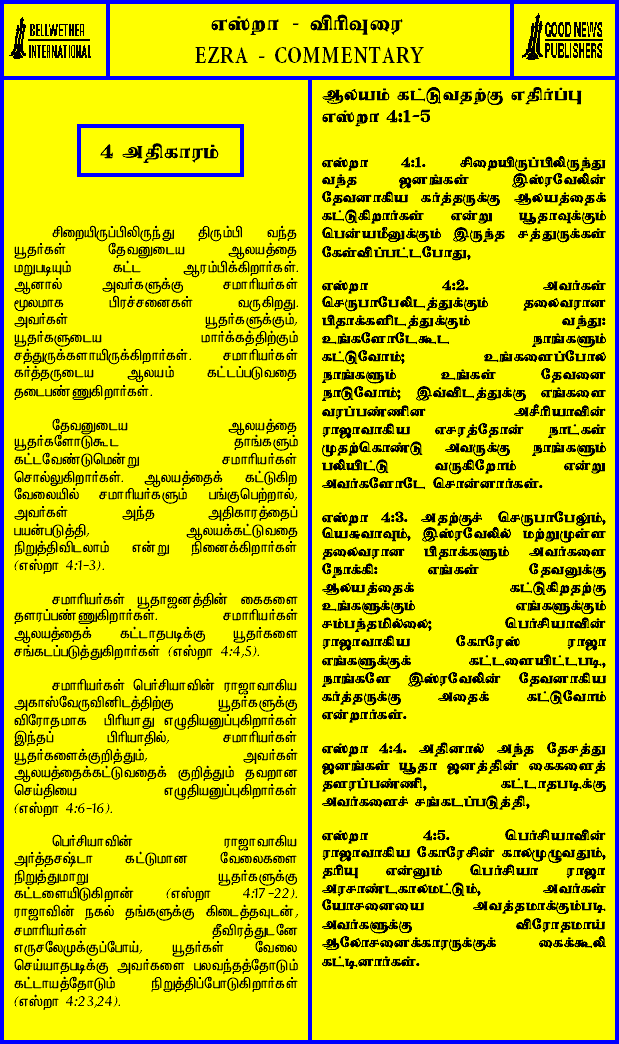 BELLWETHER
INTERNATIONAL
எஸ்றா - விரிவுரை
EZRA - COMMENTARY
GOOD NEWS
PUBLISHERS
4 அதிகாரம்
சிறையிருப்பிலிருந்து திரும்பி வந்த
யூதர்கள் தேவனுடைய ஆலயத்தை
மறுபடியும் கட்ட ஆரம்பிக்கிறார்கள்.
ஆனால் அவர்களுக்கு சமாரியர்கள்
மூலமாக பிரச்சனைகள் வருகிறது.
அவர்கள் யூதர்களுக்கும்,
யூதர்களுடைய மார்க்கத்திற்கும்
சத்துருக்களாயிருக்கிறார்கள். சமாரியர்கள்
கர்த்தருடைய ஆலயம் கட்டப்படுவதை
தடைபண்ணுகிறார்கள்.
தேவனுடைய ஆலயத்தை
யூதர்களோடுகூட தாங்களும்
கட்டவேண்டுமென்று சமாரியர்கள்
சொல்லுகிறார்கள். ஆலயத்தைக் கட்டுகிற
வேலையில் சமாரியர்களும் பங்குபெற்றால்,
அவர்கள் அந்த அதிகாரத்தைப்
பயன்படுத்தி, ஆலயக்கட்டுவதை
நிறுத்திவிடலாம் என்று நினைக்கிறார்கள்
(எஸ்றா 4:1-3).
சமாரியர்கள் யூதாஜனத்தின் கைகளை
தளரப்பண்ணுகிறார்கள். சமாரியர்கள்
ஆலயத்தைக் கட்டாதபடிக்கு யூதர்களை
சங்கடப்படுத்துகிறார்கள் (எஸ்றா 4:4,5).
சமாரியர்கள் பெர்சியாவின் ராஜாவாகிய
அகாஸ்வேருவினிடத்திற்கு யூதர்களுக்கு
விரோதமாக பிரியாது எழுதியனுப்புகிறார்கள்
இந்தப் பிரியாதில், சமாரியர்கள்
யூதர்களைக்குறித்தும், அவர்கள்
ஆலயத்தைக்கட்டுவதைக் குறித்தும் தவறான
செய்தியை எழுதியனுப்புகிறார்கள்
(எஸ்றா 4:6-16).
பெர்சியாவின் ராஜாவாகிய
அர்த்தசஷ்டா கட்டுமான வேலைகளை
நிறுத்துமாறு யூதர்களுக்கு
கட்டளையிடுகிறான் (எஸ்றா 4:17-22).
ராஜாவின் நகல் தங்களுக்கு கிடைத்தவுடன்,
சமாரியர்கள் தீவிரத்துடனே
எருசலேமுக்குப்போய், யூதர்கள் வேலை
செய்யாதபடிக்கு அவர்களை பலவந்தத்தோடும்
கட்டாயத்தோடும் நிறுத்திப்போடுகிறார்கள்
(எஸ்றா 4:23,24).
ஆலயம் கட்டுவதற்கு எதிர்ப்பு
எஸ்றா 4:1-5
எஸ்றா 4:1. சிறையிருப்பிலிருந்து
வந்த ஜனங்கள் இஸ்ரவேலின்
தேவனாகிய கர்த்தருக்கு ஆலயத்தைக்
கட்டுகிறார்கள் என்று யூதாவுக்கும்
பென்யமீனுக்கும் இருந்த சத்துருக்கள்
கேள்விப்பட்டபோது,
எஸ்றா 4:2. அவர்கள்
செருபாபேலிடத்துக்கும் தலைவரான
பிதாக்களிடத்துக்கும் வந்து:
உங்களோடேகூட நாங்களும்
கட்டுவோம்; உங்களைப்போல
நாங்களும் உங்கள் தேவனை
நாடுவோம்; இவ்விடத்துக்கு எங்களை
வரப்பண்ணின அசீரியாவின்
ராஜாவாகிய எசரத்தோன் நாட்கள்
முதற்கொண்டு அவருக்கு நாங்களும்
பலியிட்டு வருகிறோம் என்று
அவர்களோடே சொன்னார்கள்.
எஸ்றா 4:3. அதற்குச் செருபாபேலும்,
யெசுவாவும், இஸ்ரவேலில் மற்றுமுள்ள
தலைவரான பிதாக்களும் அவர்களை
நோக்கி: எங்கள் தேவனுக்கு
ஆலயத்தைக் கட்டுகிறதற்கு
உங்களுக்கும் எங்களுக்கும்
சம்பந்தமில்லை; பெர்சியாவின்
ராஜாவாகிய கோரேஸ் ராஜா
எங்களுக்குக் கட்டளையிட்டபடி,
நாங்களே இஸ்ரவேலின் தேவனாகிய
கர்த்தருக்கு அதைக் கட்டுவோம்
என்றார்கள்.
எஸ்றா 4:4. அதினால் அந்த தேசத்து
ஜனங்கள் யூதா ஜனத்தின் கைகளைத்
தளரப்பண்ணி, கட்டாதபடிக்கு
அவர்களைச் சங்கடப்படுத்தி,
எஸ்றா 4:5. பெர்சியாவின்
ராஜாவாகிய கோரேசின் காலமுழுவதும்,
தரியு என்னும் பெர்சியா ராஜா
அரசாண்டகாலமட்டும், அவர்கள்
யோசனையை அவத்தமாக்கும்படி
அவர்களுக்கு விரோதமாய்
ஆலோசனைக்காரருக்குக் கைக்கூலி
கட்டினார்கள்.